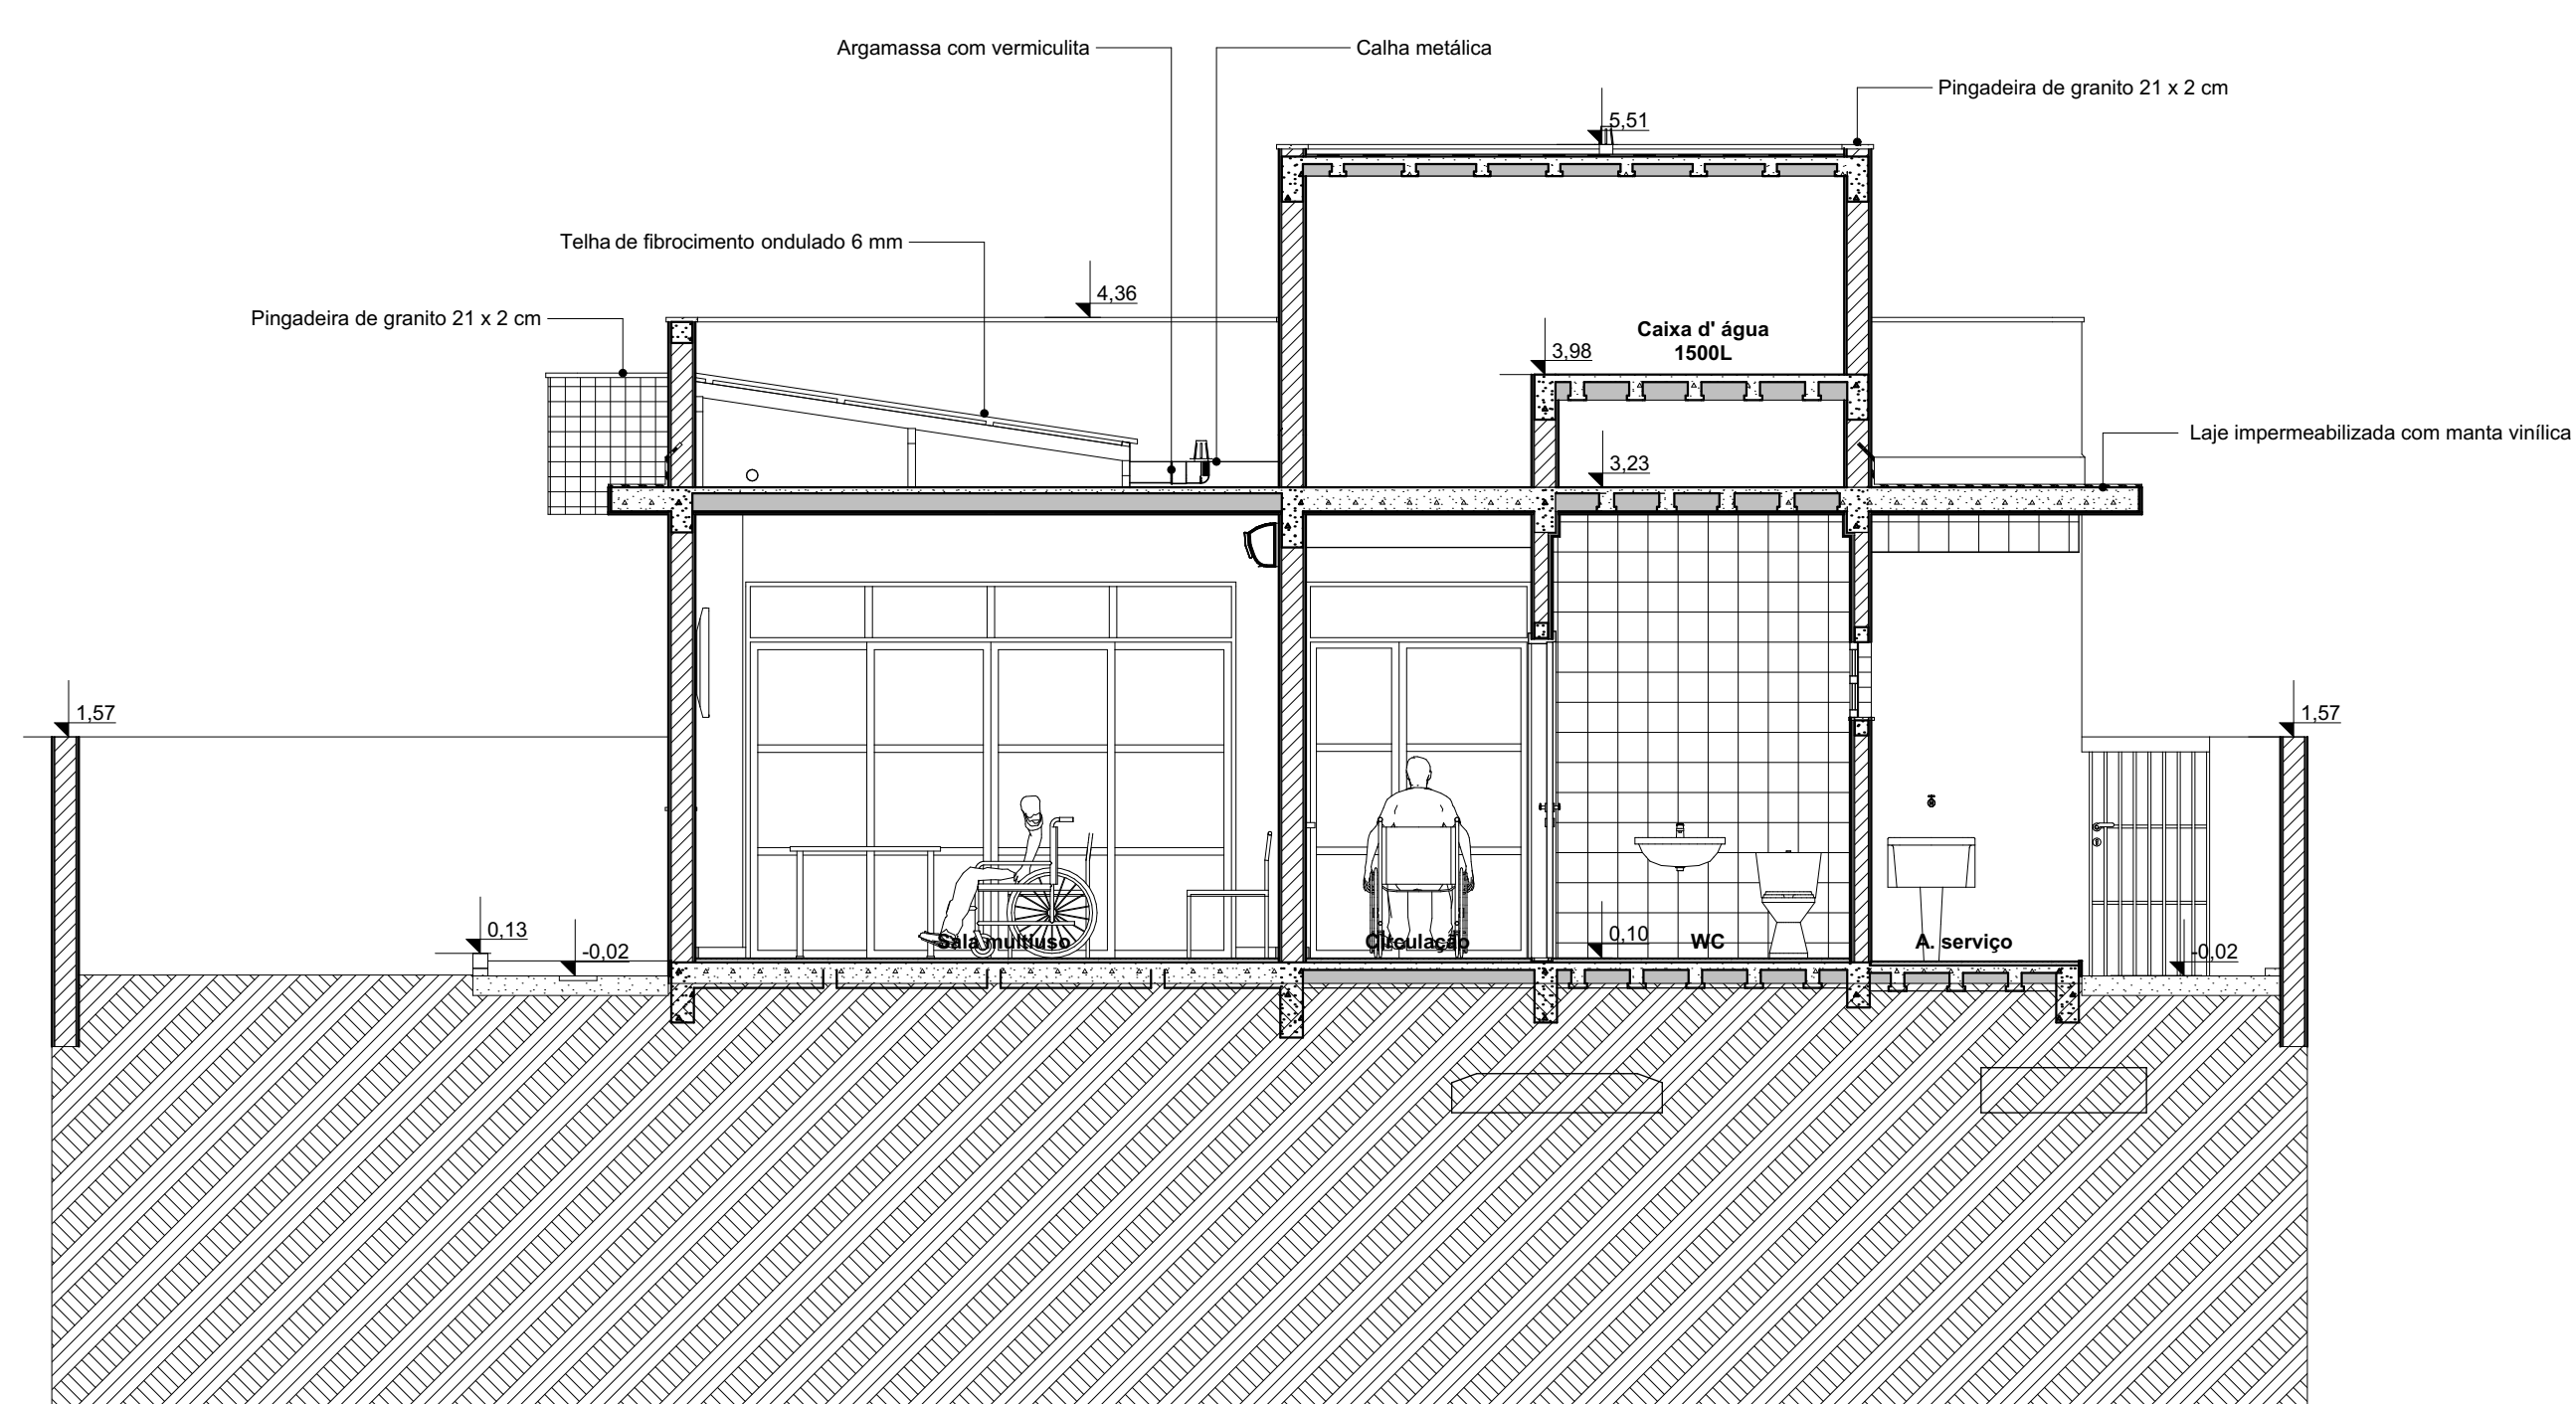 Argamassa com vermiculita
Calha metálica
Pingadeira de granito 21 x 2 cm
5,51
Telha de fibrocimento ondulado 6 mm
4,36
Pingadeira de granito 21 x 2 cm
Caixa d' água
1500L
3,98
Laje impermeabilizada com manta vinílica
3,23
1,57
1,57
0,13
-0,02
Sala multiuso
Circulação
0,10
WC
A. serviço
-0,02